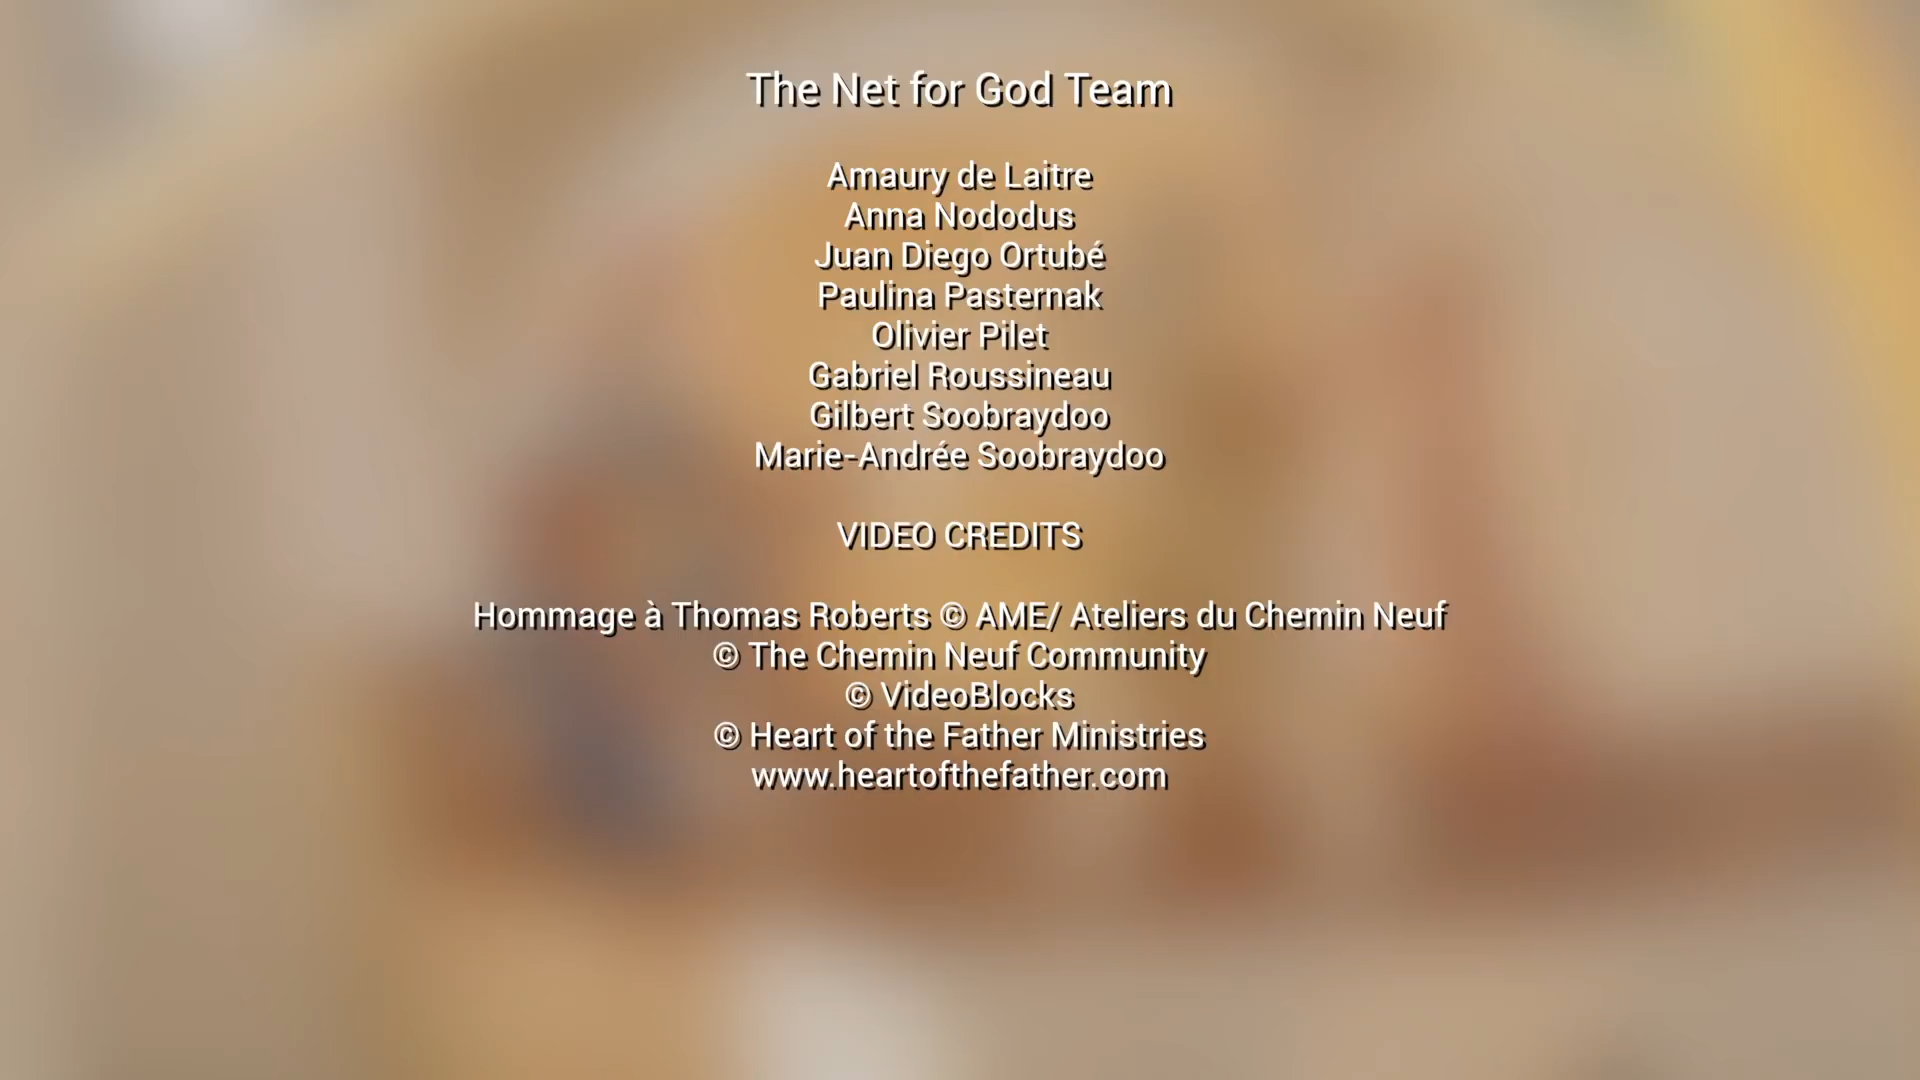 The Net for God Team
Amaury de Laitre
Anna Nododus
Juan Diego Ortubé
Paulina Pasternak
Olivier Pilet
Gabriel Roussineau
Gilbert Soobraydoo
Marie-Andrée Soobraydoo
VIDEO CREDITS
Hommage à Thomas Roberts © AME/ Ateliers du Chemin Neuf
© The Chemin Neuf Community
© VideoBlocks
© Heart of the Father Ministries
www.heartofthefather.com